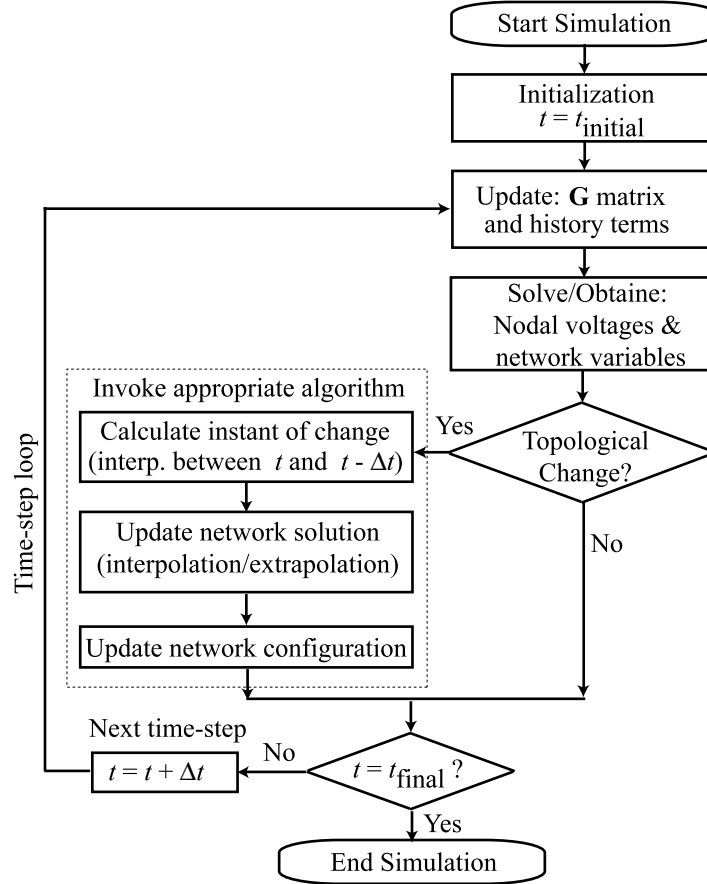 Start Simulation
Initialization
t = t initial
Update: G matrix
and history terms
Solve/Obtaine:
Nodal voltages &
network variables
Topological
Change?
Yes
No
Invoke appropriate algorithm
Calculate instant of change
(interp. between t and t - Δt)
Update network solution
(interpolation/extrapolation)
Update network configuration
Time-step loop
Next time-step
t = t + Δt
No
t = t final ?
Yes
End Simulation